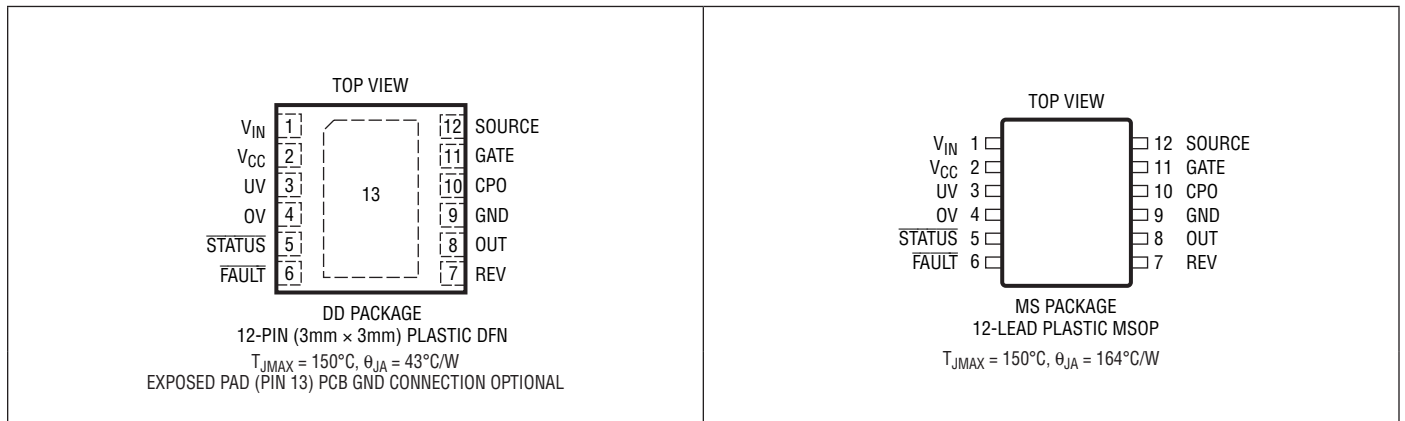 TOP VIEW
VIN 1 12 SOURCE
VCC 2 11 GATE
UV 3 10 CPO
OV 4 9 GND
STATUS 5 8 OUT
FAULT 6 7 REV
13
DD PACKAGE
12-PIN (3mm × 3mm) PLASTIC DFN
TJMAX = 150°C, θJA = 43°C/W
EXPOSED PAD (PIN 13) PCB GND CONNECTION OPTIONAL
TOP VIEW
VIN 1 12 SOURCE
VCC 2 11 GATE
UV 3 10 CPO
OV 4 9 GND
STATUS 5 8 OUT
FAULT 6 7 REV
MS PACKAGE
12-LEAD PLASTIC MSOP
TJMAX = 150°C, θJA = 164°C/W